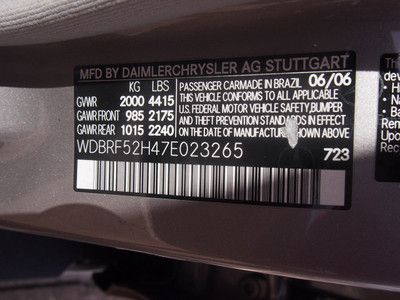 MFD BY DAIMLERCHRYSLER AG STUTTGART
KG LBS
GVWR 2000 4415
GAWR FRONT 985 2175
GAWR REAR 1015 2240
PASSENGER CARMADE IN BRAZIL 06/06
THIS VEHICLE CONFORMS TO ALL
U.S. FEDERAL MOTOR VEHICLE SAFETY,BUMPER
AND THEFT PREVENTION STANDARDS IN EFFECT
ON THE DATE OF MANUFACTURE SHOWN ABOVE
WDBRF52H47E023265
723
This
dev